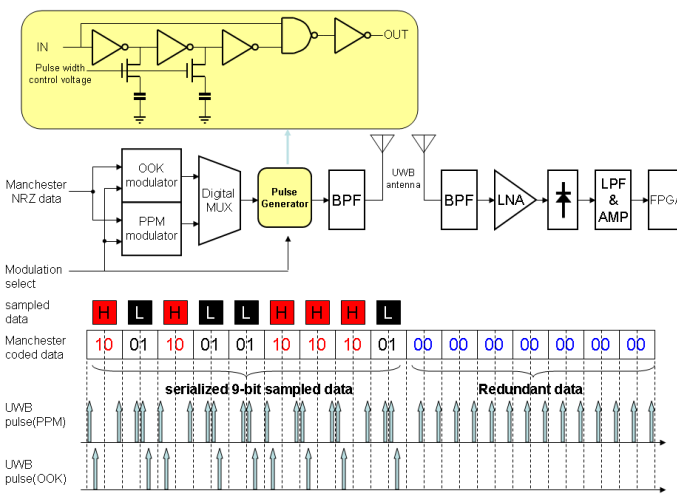 IN
OUT
Pulse width
control voltage
Manchester
NRZ data
OOK
modulator
PPM
modulator
Digital
MUX
Pulse
Generator
BPF
UWB
antenna
BPF
LNA
LPF
&
AMP
FPGA
Modulation
select
sampled
data
H L H L L H H H L
Manchester
coded data
10 01 10 01 01 10 10 10 01 00 00 00 00 00 00 00
serialized 9-bit sampled data
Redundant data
UWB
pulse(PPM)
UWB
pulse(OOK)